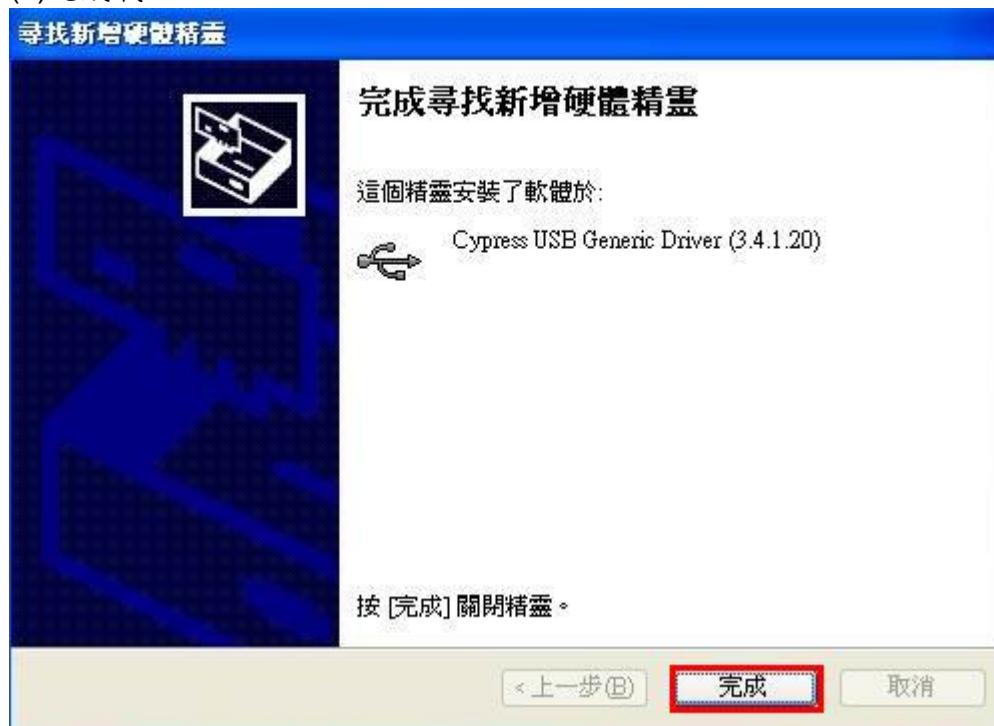 尋找新增硬體精靈
完成尋找新增硬體精靈
這個精靈安裝了軟體於:
Cypress USB Generic Driver (3.4.1.20)
按 [完成] 關閉精靈。
< 上一步(B)
完成
取消